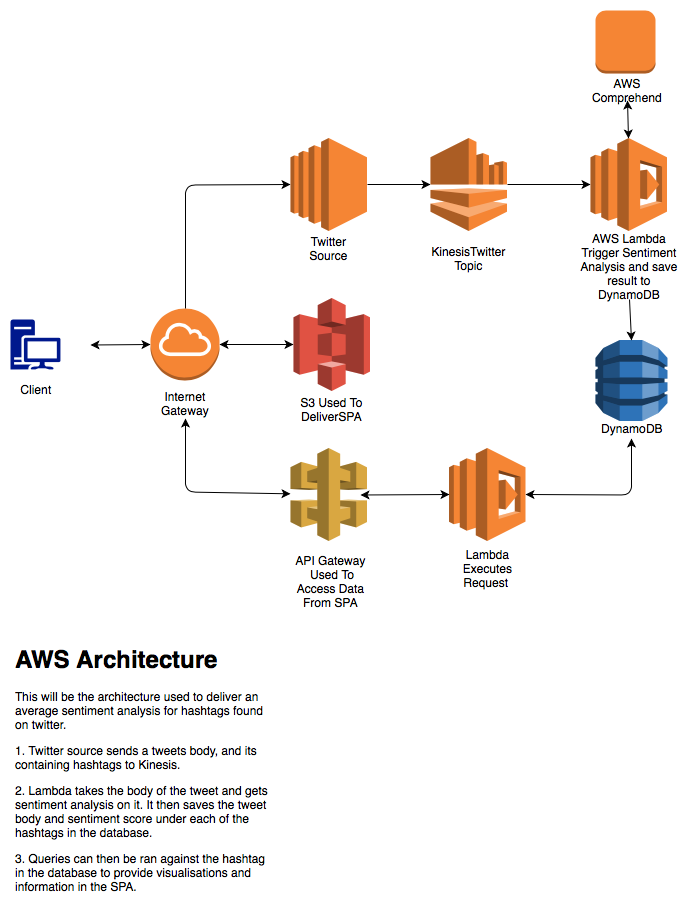 AWS
Comprehend
Twitter
Source
KinesisTwitter
Topic
AWS Lambda
Trigger Sentiment
Analysis and save
result to
DynamoDB
Client
Internet
Gateway
S3 Used To
DeliverSPA
DynamoDB
API Gateway
Used To
Access Data
From SPA
Lambda
Executes
Request
AWS Architecture
This will be the architecture used to deliver an
average sentiment analysis for hashtags found
on twitter.
1. Twitter source sends a tweets body, and its
containing hashtags to Kinesis.
2. Lambda takes the body of the tweet and gets
sentiment analysis on it. It then saves the tweet
body and sentiment score under each of the
hashtags in the database.
3. Queries can then be ran against the hashtag
in the database to provide visualisations and
information in the SPA.